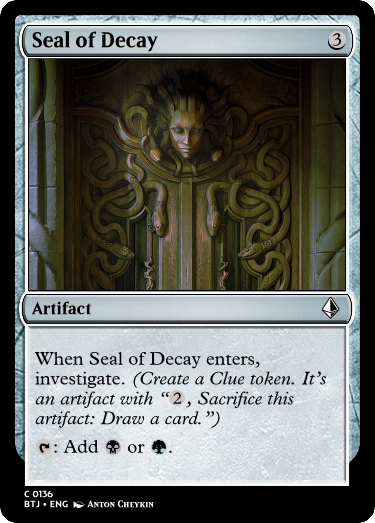 Seal of Decay 3
Artifact
When Seal of Decay enters,
investigate. (Create a Clue token. It's
an artifact with “2, Sacrifice this
artifact: Draw a card.”)
: Add or .
C 0136
BTJ • ENG Anton Cheykin